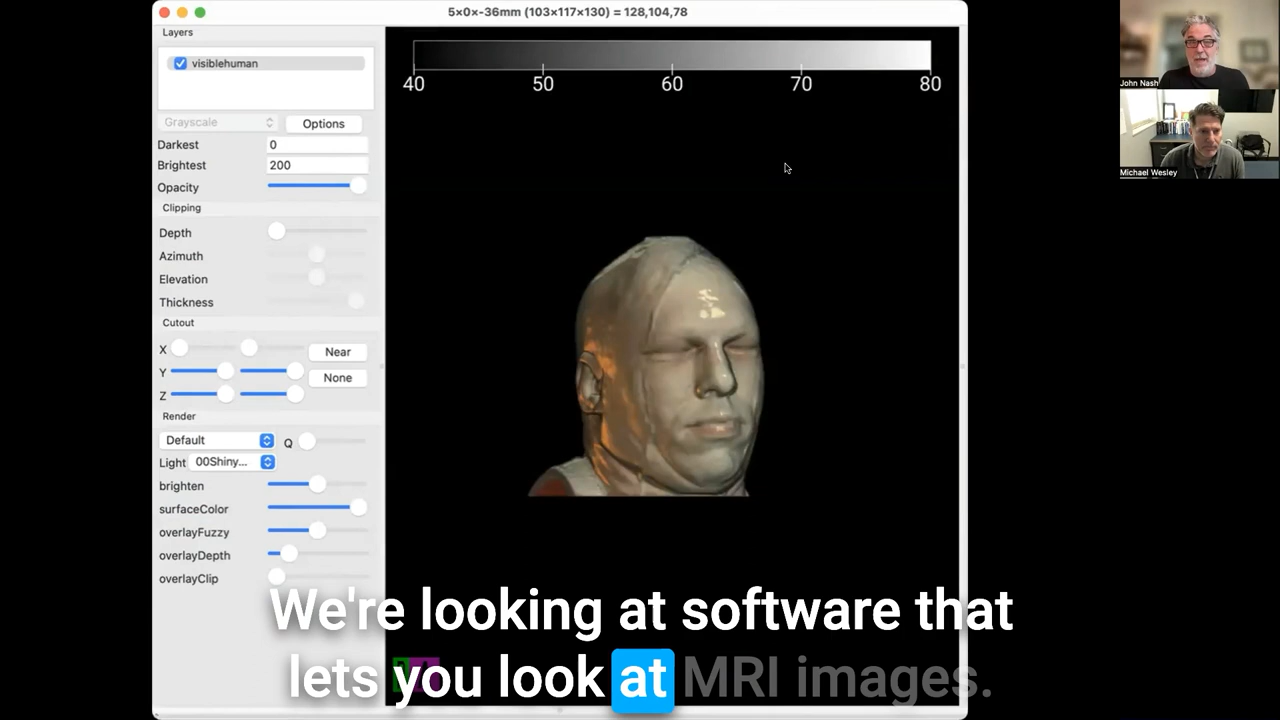 5×0×-36mm (103×117×130) = 128,104,78
Layers
visiblehuman
Grayscale
Options
Darkest 0
Brightest 200
Opacity
Clipping
Depth
Azimuth
Elevation
Thickness
Cutout
X
Near
Y
None
Z
Render
Default
Q
Light 00Shiny...
brighten
surfaceColor
overlayFuzzy
overlayDepth
overlayClip
40 50 60 70 80
John Nash
Michael Wesley
We're looking at software that
lets you look at MRI images.